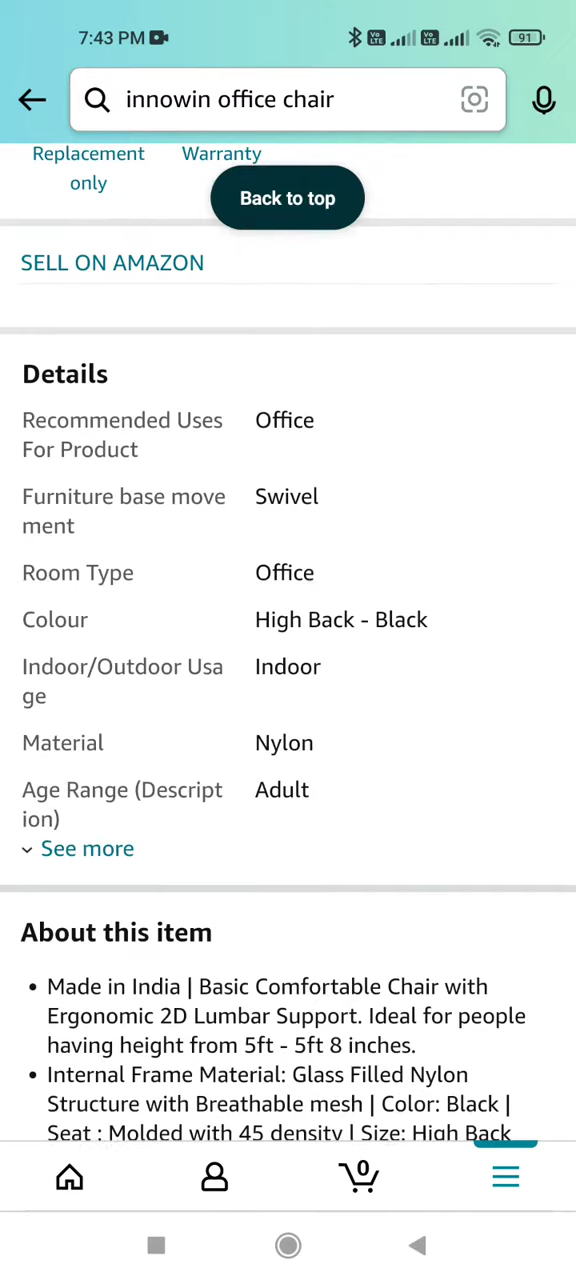 7:43 PM
Vo LTE
Vo LTE
91
innowin office chair
Replacement only
Warranty
Back to top
SELL ON AMAZON
Details
Recommended Uses For Product
Office
Furniture base move
ment
Swivel
Room Type
Office
Colour
High Back - Black
Indoor/Outdoor Usa
ge
Indoor
Material
Nylon
Age Range (Descript
ion)
Adult
See more
About this item
• Made in India | Basic Comfortable Chair with
Ergonomic 2D Lumbar Support. Ideal for people
having height from 5ft - 5ft 8 inches.
• Internal Frame Material: Glass Filled Nylon
Structure with Breathable mesh | Color: Black |
Seat : Molded with 45 density | Size: High Back
0